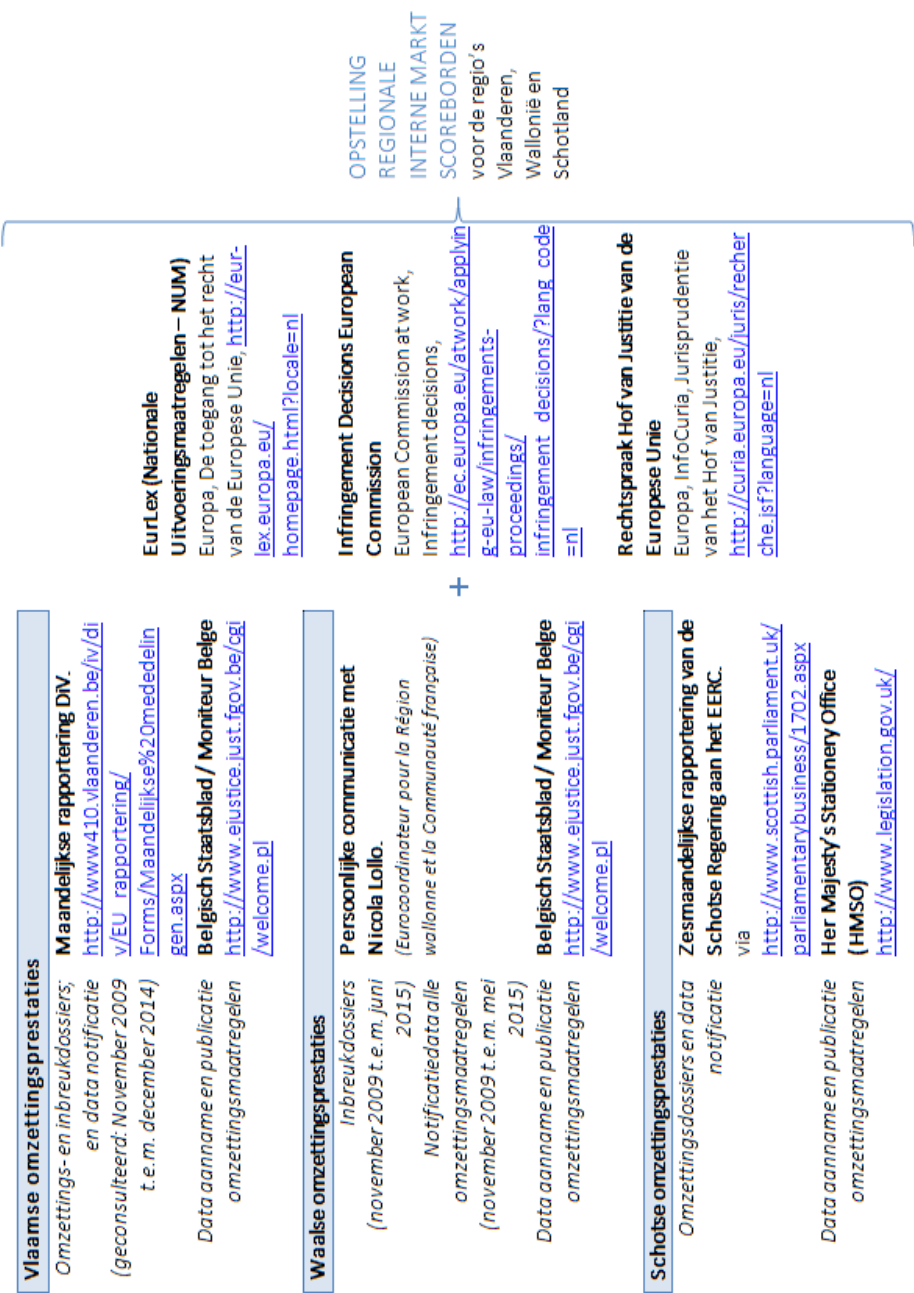 Vlaamse omzettingsprestaties
Omzettings- en inbreukdossiers;
en data notificatie
(geconsulteerd: November 2009
t.e.m. december 2014)
Maandelijkse rapportering DiV.
http://www410.vlaanderen.be/iv/di
v/EU rapportering/
Forms/Maandelijkse%20mededelin
gen.aspx
Data aanname en publicatie
omzettingsmaatregelen
Belgisch Staatsblad / Moniteur Belge
http://www.ejustice.just.fgov.be/cgi
/welcome.pl
Waalse omzettingsprestaties
Inbreukdossiers
(november 2009 t.e.m. juni
2015)
Notificatiedata alle
omzettingsmaatregelen
(november 2009 t.e.m. mei
2015)
Persoonlijke communicatie met
Nicola Lollo.
(Eurocoordinateur pour la Région
wallonne et la Communauté française)
Data aanname en publicatie
omzettingsmaatregelen
Belgisch Staatsblad / Moniteur Belge
http://www.ejustice.just.fgov.be/cgi
/welcome.pl
Schotse omzettingsprestaties
Omzettingsdossiers en data
notificatie
Zesmaandelijkse rapportering van de
Schotse Regering aan het EERC.
via
http://www.scottish.parliament.uk/
parliamentarybusiness/1702.aspx
Data aanname en publicatie
omzettingsmaatregelen
Her Majesty's Stationery Office
(HMSO)
http://www.legislation.gov.uk/
+
EurLex (Nationale
Uitvoeringsmaatregelen – NUM)
Europa, De toegang tot het recht
van de Europese Unie, http://eur-
lex.europa.eu/
homepage.html?locale=nl
Infringement Decisions European
Commission
European Commission at work,
Infringement decisions,
http://ec.europa.eu/atwork/applyin
g-eu-law/infringements-
proceedings/
infringement decisions/?lang code
=nl
Rechtspraak Hof van Justitie van de
Europese Unie
Europa, InfoCuria, Jurisprudentie
van het Hof van Justitie,
http://curia.europa.eu/juris/recher
che.jsf?language=nl
OPSTELLING
REGIONALE
INTERNE MARKT
SCOREBORDEN
voor de regio's
Vlaanderen,
Wallonië en
Schotland